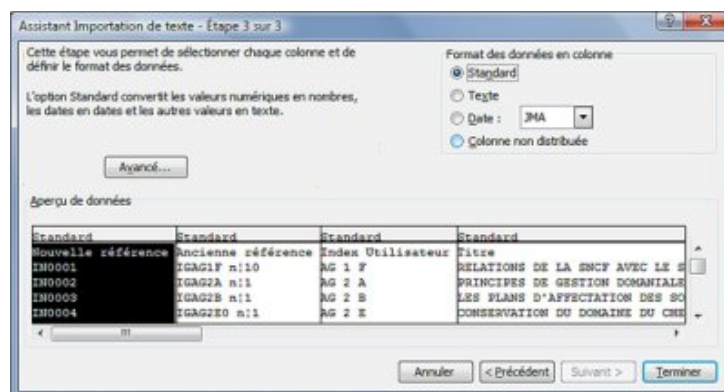 Assistant Importation de texte - Étape 3 sur 3
Cette étape vous permet de sélectionner chaque colonne et de
définir le format des données.
L'option Standard convertit les valeurs numériques en nombres,
les dates en dates et les autres valeurs en texte.
Avancé...
Format des données en colonne
Standard
Texte
Date : JMA
Colonne non distribuée
Aperçu de données
Standard Standard Standard Standard
Nouvelle référence Ancienne référence Index Utilisateur Titre
IN0001 IGAG1F n¦10 AG 1 F RELATIONS DE LA SNCF AVEC LE S
IN0002 IGAG2A n¦1 AG 2 A PRINCIPES DE GESTION DOMANIALE
IN0003 IGAG2B n¦1 AG 2 B LES PLANS D'AFFECTATION DES SO
IN0004 IGAG2E0 n¦1 AG 2 E CONSERVATION DU DOMAINE DU CHE
Annuler < Précédent Suivant > Terminer